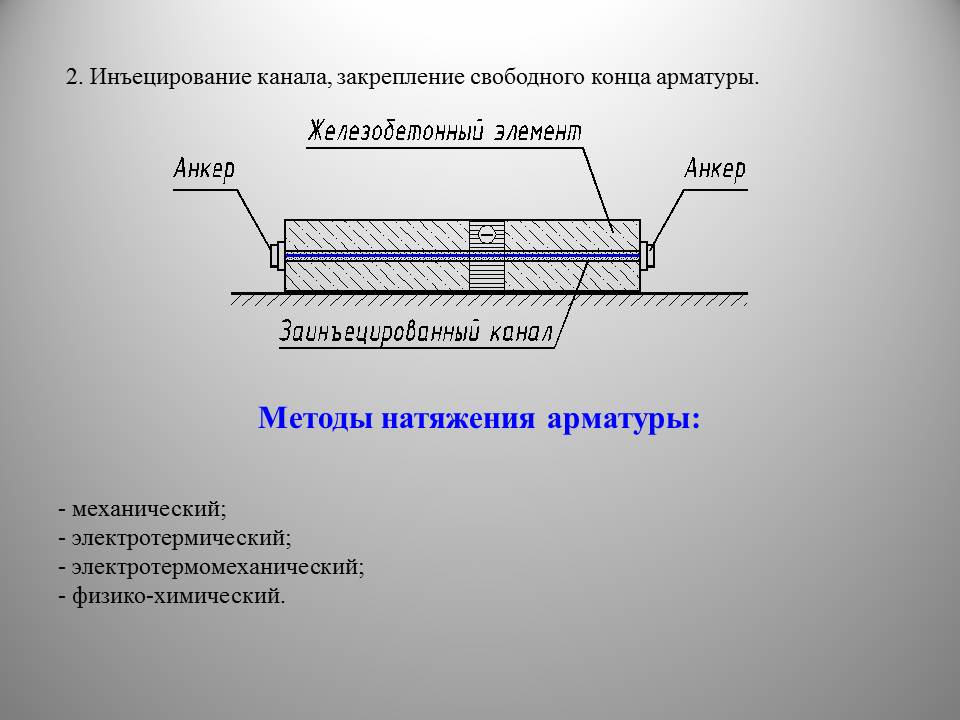 2. Инъецирование канала, закрепление свободного конца арматуры.
Железобетонный элемент
Анкер
Анкер
Заинъецированный канал
Методы натяжения арматуры:
- механический;
- электротермический;
- электротермомеханический;
- физико-химический.